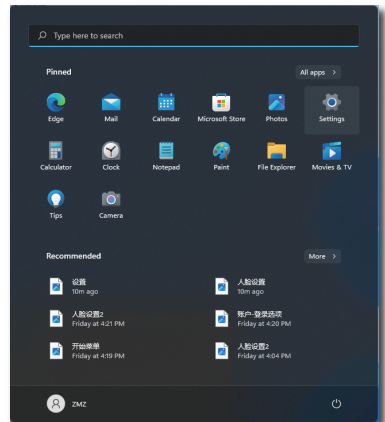 Type here to search
Pinned
All apps >
Edge
Mail
Calendar
Microsoft Store
Photos
Settings
Calculator
Clock
Notepad
Paint
File Explorer
Movies & TV
Tips
Camera
Recommended
More >
设置
10m ago
人脸设置
10m ago
人脸设置2
Friday at 4:21 PM
账户-登录选项
Friday at 4:20 PM
开始菜单
Friday at 4:19 PM
人脸设置2
Friday at 4:04 PM
ZMZ